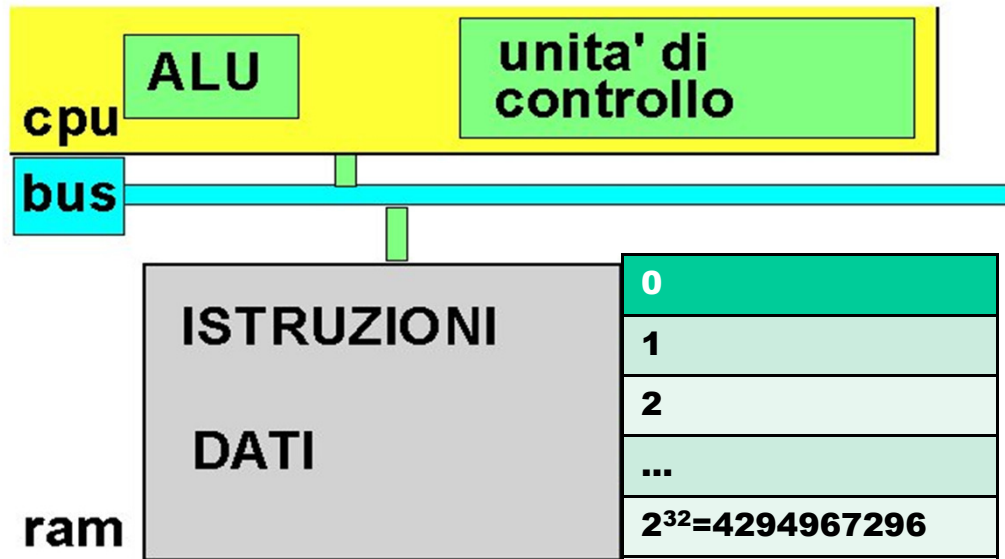 ALU
unita' di
controllo
cpu
bus
ISTRUZIONI
DATI
ram
0
1
2
...
2³²=4294967296